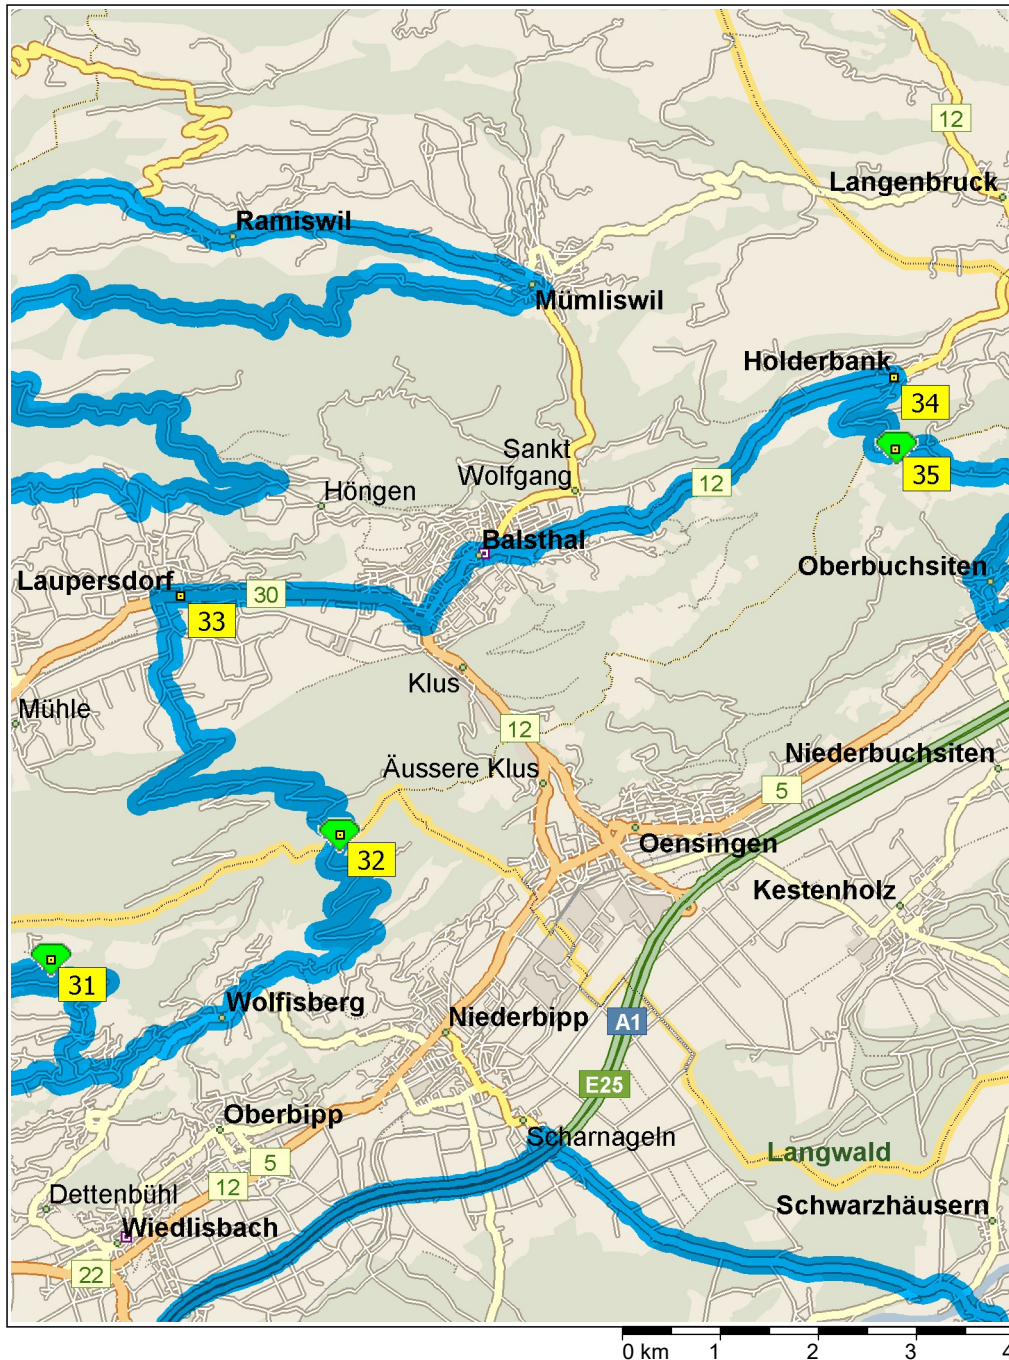 12
Langenbruck
Ramiswil
Mümliswil
Holderbank
34
Sankt
Wolfgang
12
35
Höngen
Balsthal
Oberbuchsiten
Laupersdorf
30
33
Klus
Mühle
12
Niederbuchsiten
Äussere Klus
5
Oensingen
32
Kestenholz
31
Wolfisberg
Niederbipp
A1
E25
Oberbipp
Scharnageln
Langwald
5
12
Dettenbühl
Schwarzhäusern
Wiedlisbach
22
0 km 1 2 3 4